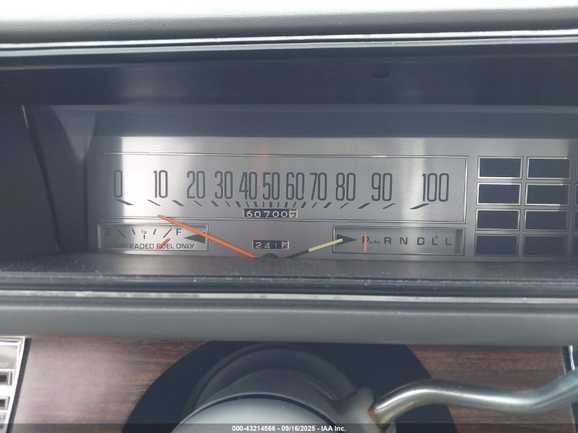 0 10 20 30 40 50 60 70 80 90 100
60700
F
UNLEADED FUEL ONLY
241
P R N D L L
000-43214566 - 09/16/2025 - IAA Inc.